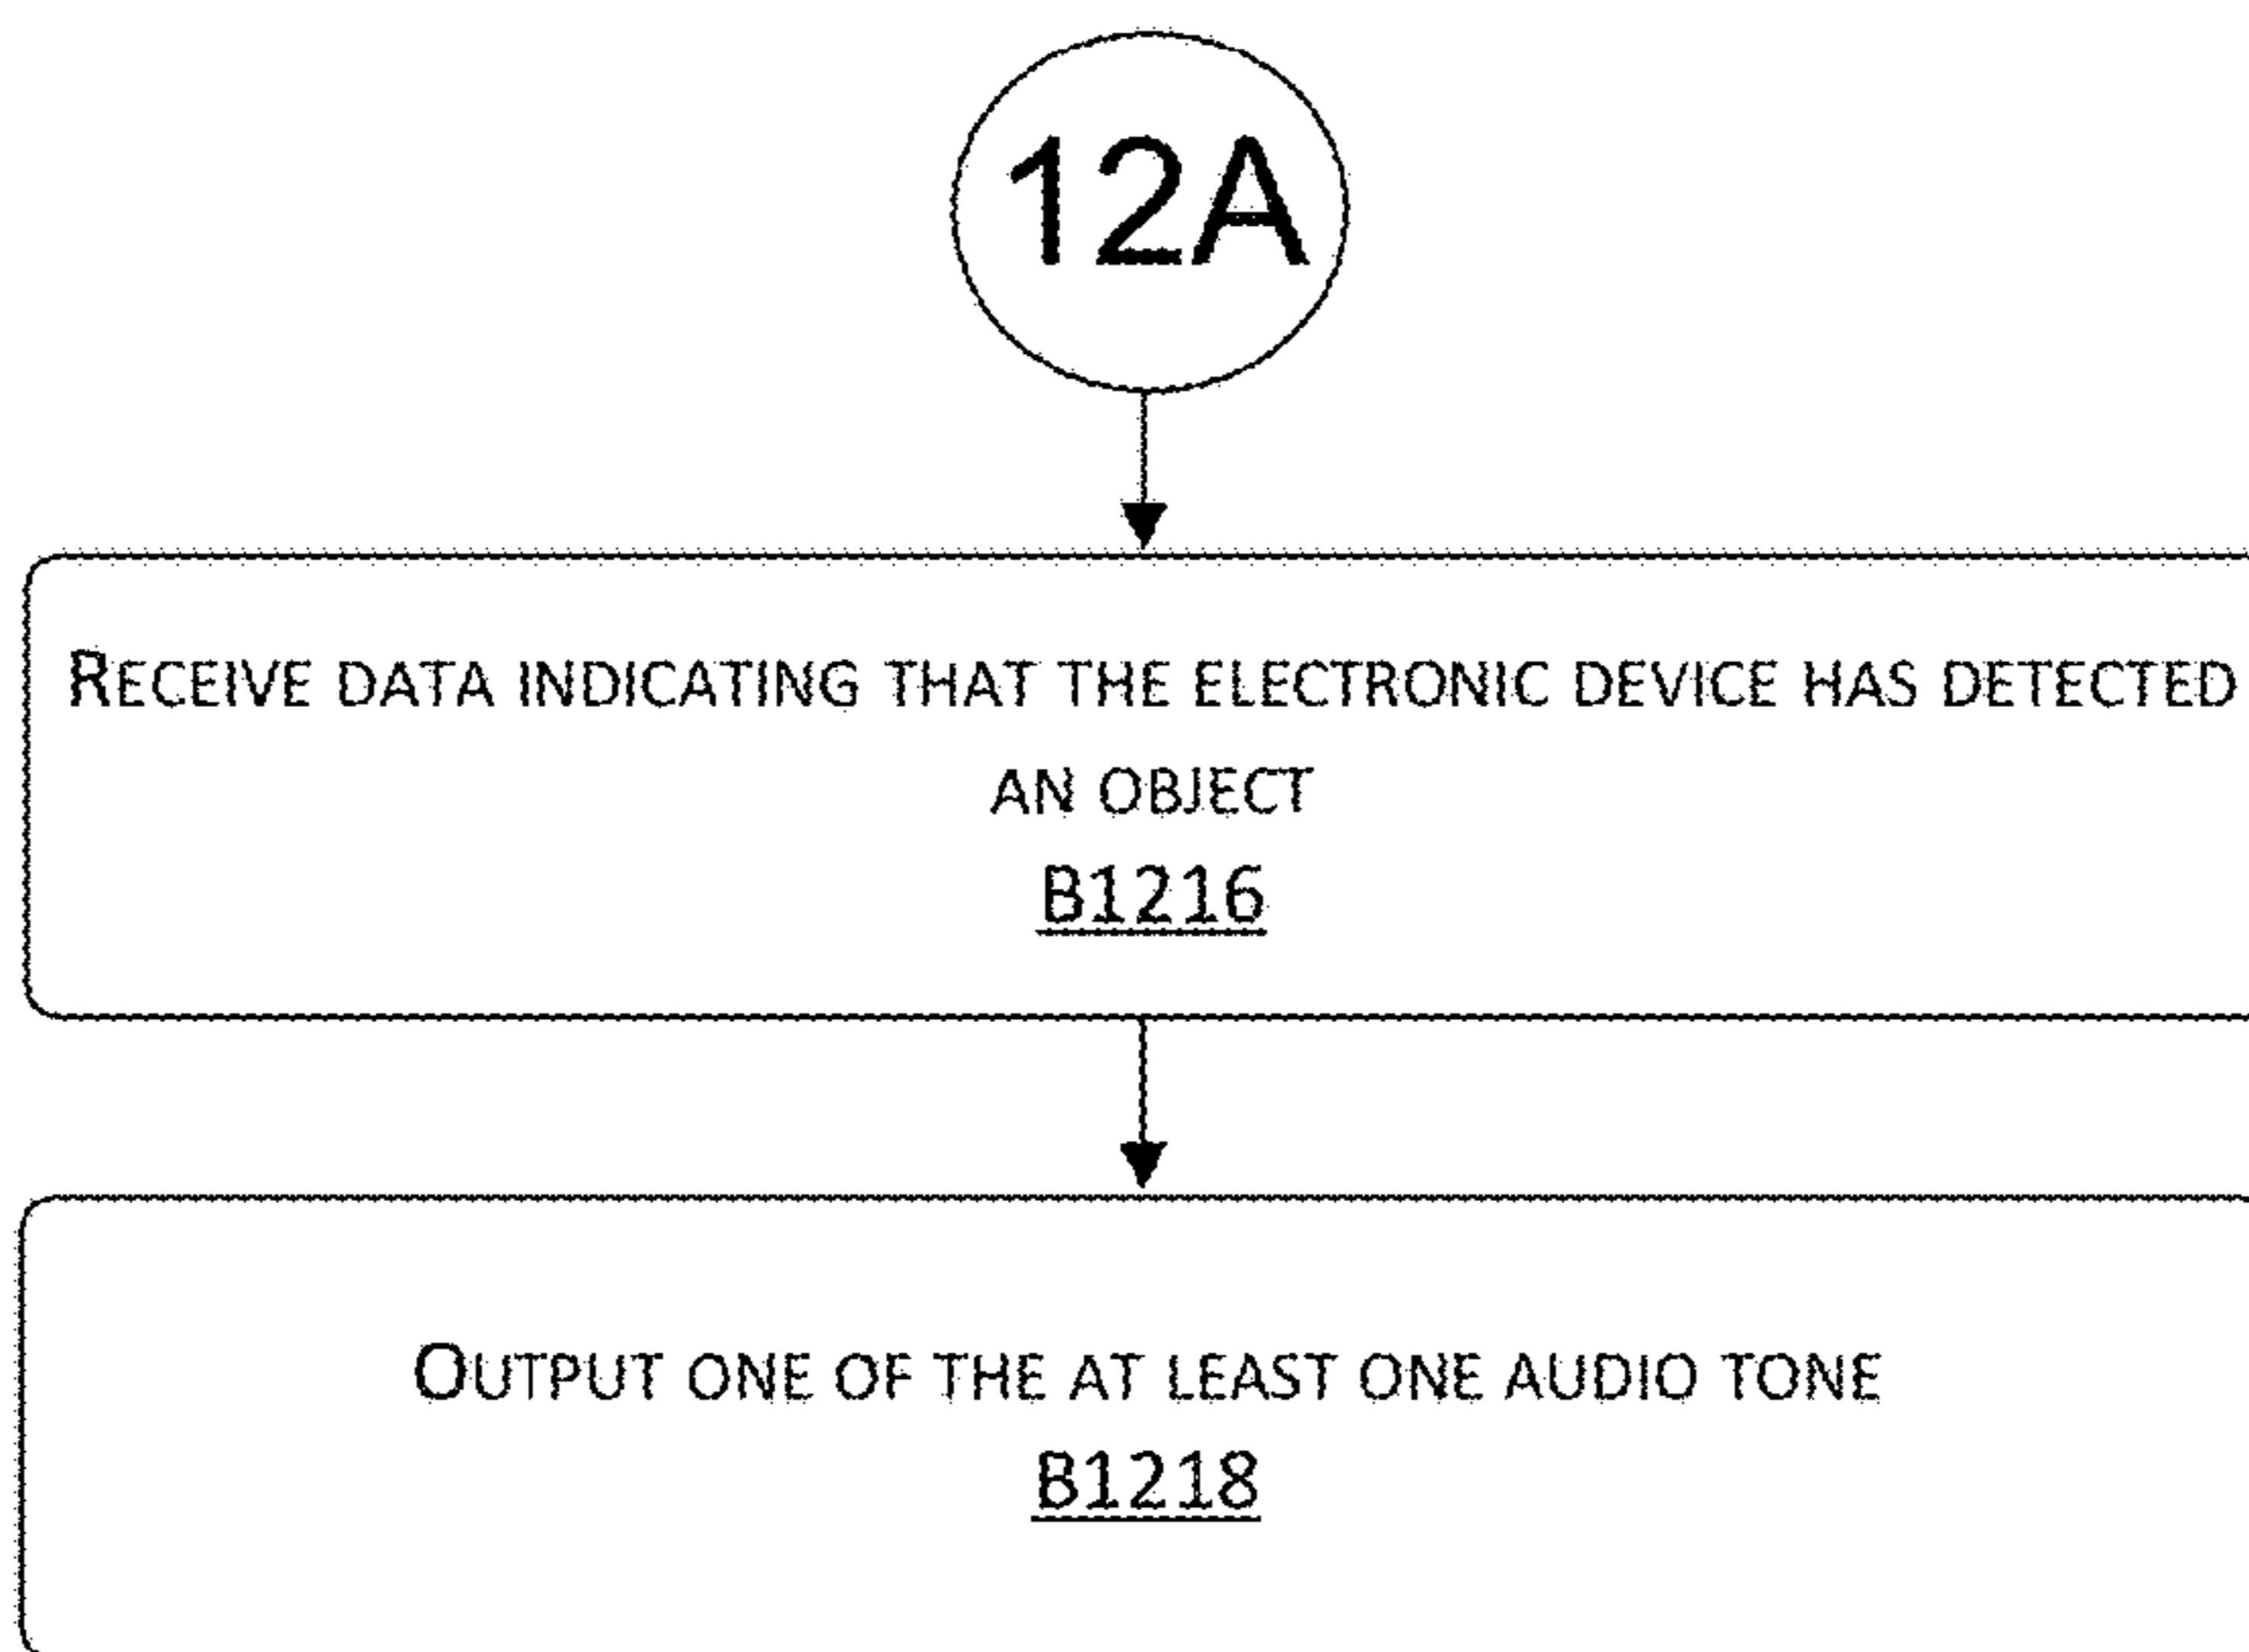 12A
RECEIVE DATA INDICATING THAT THE ELECTRONIC DEVICE HAS DETECTED
AN OBJECT
B1216
OUTPUT ONE OF THE AT LEAST ONE AUDIO TONE
B1218